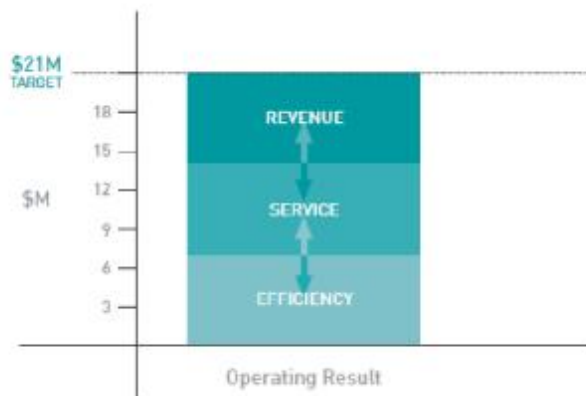 $21M
TARGET
18
15
$M
12
9
6
3
REVENUE
SERVICE
EFFICIENCY
Operating Result